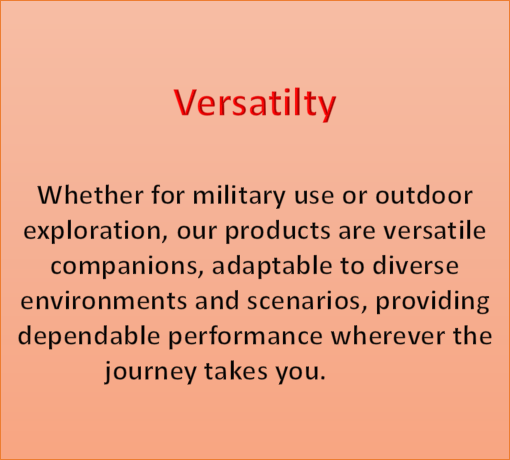 Versatilty
Whether for military use or outdoor
exploration, our products are versatile
companions, adaptable to diverse
environments and scenarios, providing
dependable performance wherever the
journey takes you.